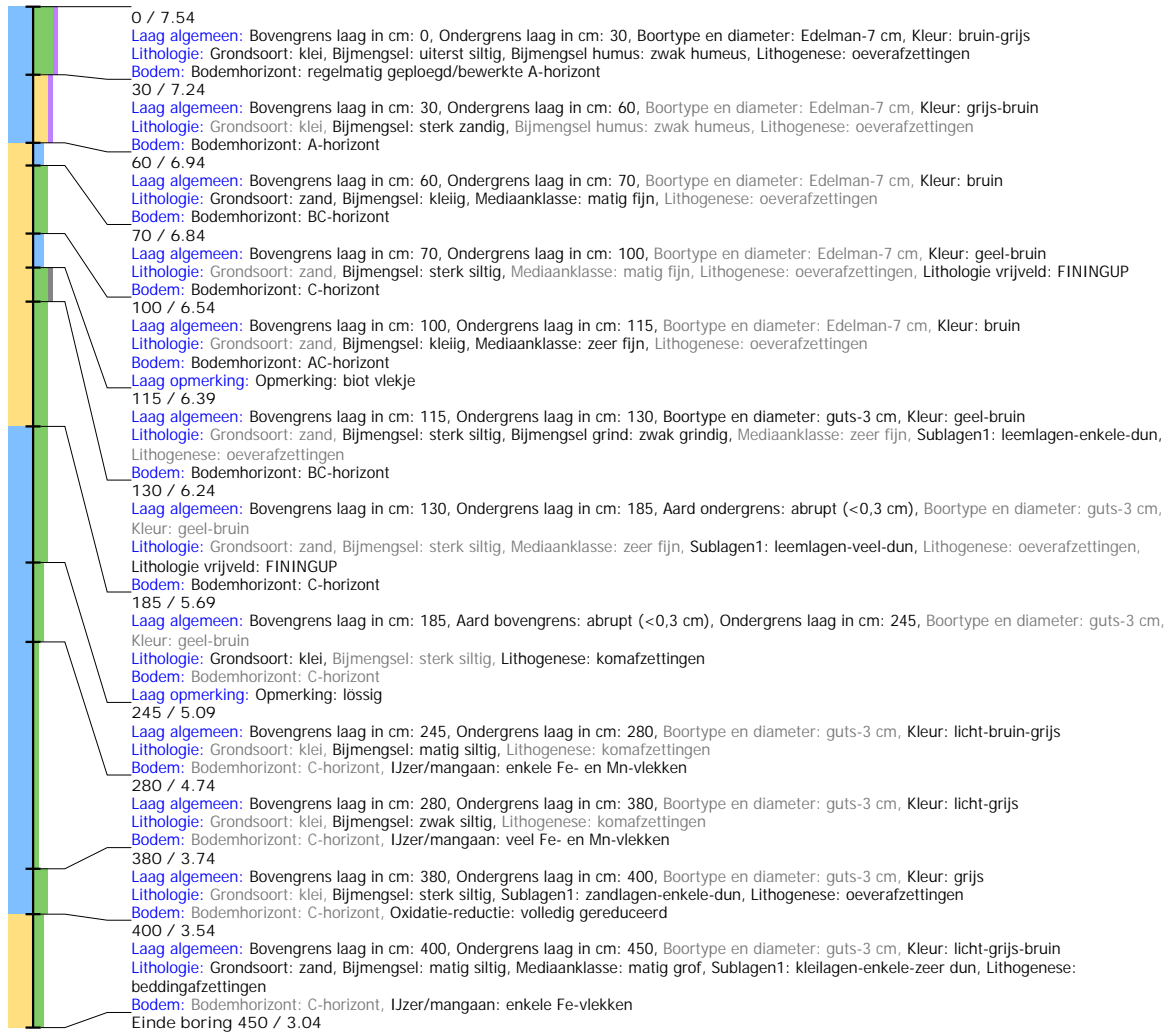 0 / 7.54
Laag algemeen: Bovengrens laag in cm: 0, Ondergrens laag in cm: 30, Boortype en diameter: Edelman-7 cm, Kleur: bruin-grijs
Lithologie: Grondsoort: klei, Bijmengsel: uiterst siltig, Bijmengsel humus: zwak humeus, Lithogenese: oeverafzettingen
Bodem: Bodemhorizont: regelmatig geploegd/bewerkte A-horizont
30 / 7.24
Laag algemeen: Bovengrens laag in cm: 30, Ondergrens laag in cm: 60, Boortype en diameter: Edelman-7 cm, Kleur: grijs-bruin
Lithologie: Grondsoort: klei, Bijmengsel: sterk zandig, Bijmengsel humus: zwak humeus, Lithogenese: oeverafzettingen
Bodem: Bodemhorizont: A-horizont
60 / 6.94
Laag algemeen: Bovengrens laag in cm: 60, Ondergrens laag in cm: 70, Boortype en diameter: Edelman-7 cm, Kleur: bruin
Lithologie: Grondsoort: zand, Bijmengsel: kleiig, Mediaanklasse: matig fijn, Lithogenese: oeverafzettingen
Bodem: Bodemhorizont: BC-horizont
70 / 6.84
Laag algemeen: Bovengrens laag in cm: 70, Ondergrens laag in cm: 100, Boortype en diameter: Edelman-7 cm, Kleur: geel-bruin
Lithologie: Grondsoort: zand, Bijmengsel: sterk siltig, Mediaanklasse: matig fijn, Lithogenese: oeverafzettingen, Lithologie vrijveld: FININGUP
Bodem: Bodemhorizont: C-horizont
100 / 6.54
Laag algemeen: Bovengrens laag in cm: 100, Ondergrens laag in cm: 115, Boortype en diameter: Edelman-7 cm, Kleur: bruin
Lithologie: Grondsoort: zand, Bijmengsel: kleiig, Mediaanklasse: zeer fijn, Lithogenese: oeverafzettingen
Bodem: Bodemhorizont: AC-horizont
Laag opmerking: Opmerking: biot vlekje
115 / 6.39
Laag algemeen: Bovengrens laag in cm: 115, Ondergrens laag in cm: 130, Boortype en diameter: guts-3 cm, Kleur: geel-bruin
Lithologie: Grondsoort: zand, Bijmengsel: sterk siltig, Bijmengsel grind: zwak grindig, Mediaanklasse: zeer fijn, Sublagen1: leemlagen-enkele-dun,
Lithogenese: oeverafzettingen
Bodem: Bodemhorizont: BC-horizont
130 / 6.24
Laag algemeen: Bovengrens laag in cm: 130, Ondergrens laag in cm: 185, Aard ondergrens: abrupt (<0,3 cm), Boortype en diameter: guts-3 cm,
Kleur: geel-bruin
Lithologie: Grondsoort: zand, Bijmengsel: sterk siltig, Mediaanklasse: zeer fijn, Sublagen1: leemlagen-veel-dun, Lithogenese: oeverafzettingen,
Lithologie vrijveld: FININGUP
Bodem: Bodemhorizont: C-horizont
185 / 5.69
Laag algemeen: Bovengrens laag in cm: 185, Aard bovengrens: abrupt (<0,3 cm), Ondergrens laag in cm: 245, Boortype en diameter: guts-3 cm,
Kleur: geel-bruin
Lithologie: Grondsoort: klei, Bijmengsel: sterk siltig, Lithogenese: komafzettingen
Bodem: Bodemhorizont: C-horizont
Laag opmerking: Opmerking: lössig
245 / 5.09
Laag algemeen: Bovengrens laag in cm: 245, Ondergrens laag in cm: 280, Boortype en diameter: guts-3 cm, Kleur: licht-bruin-grijs
Lithologie: Grondsoort: klei, Bijmengsel: matig siltig, Lithogenese: komafzettingen
Bodem: Bodemhorizont: C-horizont, IJzer/mangaan: enkele Fe- en Mn-vlekken
280 / 4.74
Laag algemeen: Bovengrens laag in cm: 280, Ondergrens laag in cm: 380, Boortype en diameter: guts-3 cm, Kleur: licht-grijs
Lithologie: Grondsoort: klei, Bijmengsel: zwak siltig, Lithogenese: komafzettingen
Bodem: Bodemhorizont: C-horizont, IJzer/mangaan: veel Fe- en Mn-vlekken
380 / 3.74
Laag algemeen: Bovengrens laag in cm: 380, Ondergrens laag in cm: 400, Boortype en diameter: guts-3 cm, Kleur: grijs
Lithologie: Grondsoort: klei, Bijmengsel: sterk siltig, Sublagen1: zandlagen-enkele-dun, Lithogenese: oeverafzettingen
Bodem: Bodemhorizont: C-horizont, Oxidatie-reductie: volledig gereduceerd
400 / 3.54
Laag algemeen: Bovengrens laag in cm: 400, Ondergrens laag in cm: 450, Boortype en diameter: guts-3 cm, Kleur: licht-grijs-bruin
Lithologie: Grondsoort: zand, Bijmengsel: matig siltig, Mediaanklasse: matig grof, Sublagen1: kleilagen-enkele-zeer dun, Lithogenese:
beddingafzettingen
Bodem: Bodemhorizont: C-horizont, IJzer/mangaan: enkele Fe-vlekken
Einde boring 450 / 3.04